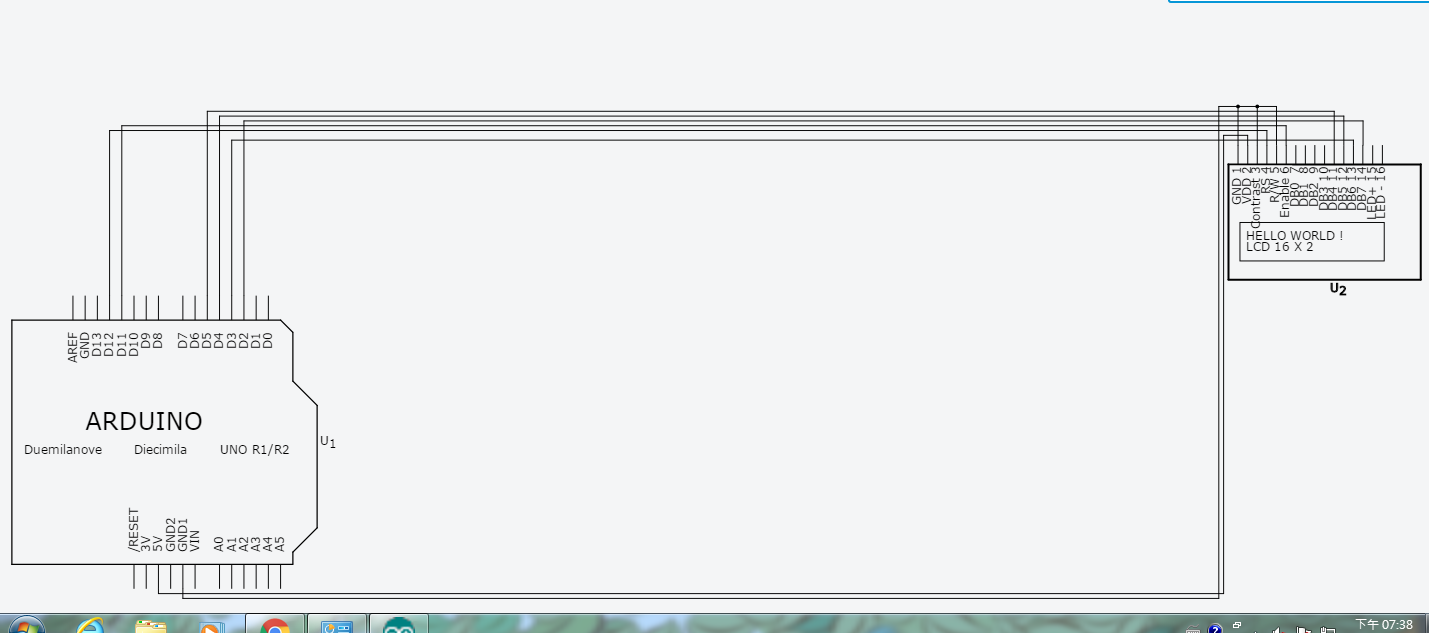 GND 1
VDD 2
Contrast 3
RS 4
R/W 5
Enable 6
DB0 7
DB1 8
DB2 9
DB3 10
DB4 11
DB5 12
DB6 13
DB7 14
LED+ 15
LED - 16
HELLO WORLD !
LCD 16 X 2
U2
AREF
GND
D13
D12
D11
D10
D9
D8
D7
D6
D5
D4
D3
D2
D1
D0
ARDUINO
U1
Duemilanove Diecimila UNO R1/R2
/RESET
3V
5V
GND2
GND1
VIN
A0
A1
A2
A3
A4
A5
下午 07:38